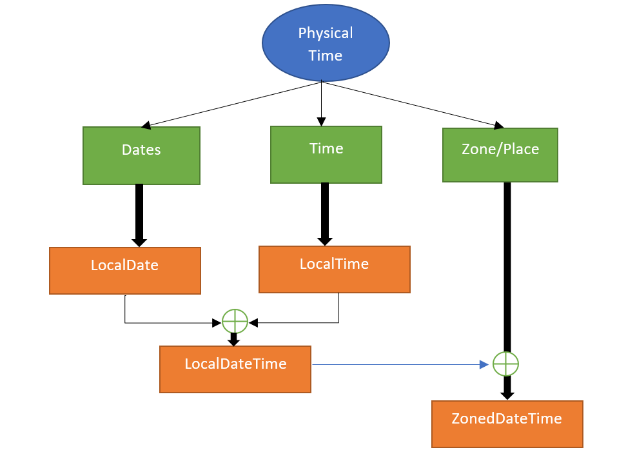 Physical
Time
Dates
Time
Zone/Place
LocalDate
LocalTime
LocalDateTime
ZonedDateTime